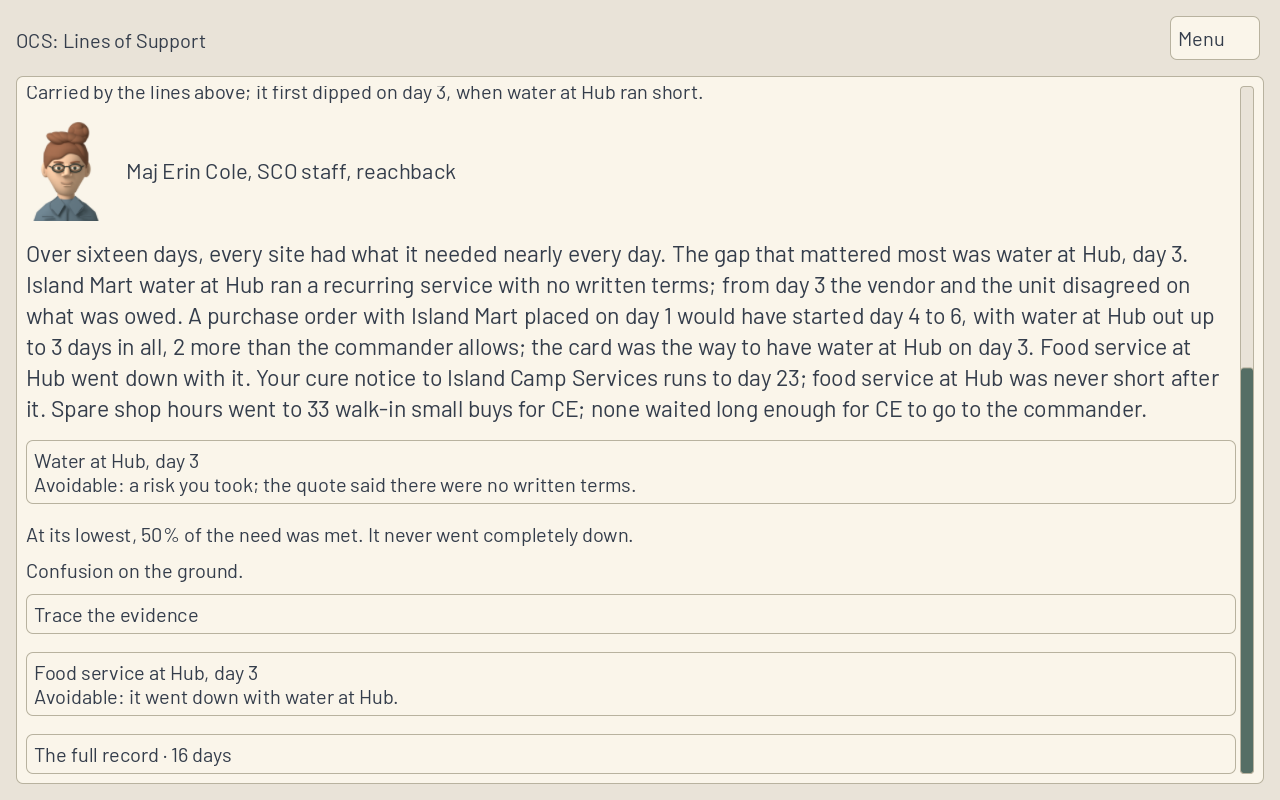 OCS: Lines of Support
Menu
Carried by the lines above; it first dipped on day 3, when water at Hub ran short.
Maj Erin Cole, SCO staff, reachback
Over sixteen days, every site had what it needed nearly every day. The gap that mattered most was water at Hub, day 3.
Island Mart water at Hub ran a recurring service with no written terms; from day 3 the vendor and the unit disagreed on
what was owed. A purchase order with Island Mart placed on day 1 would have started day 4 to 6, with water at Hub out up
to 3 days in all, 2 more than the commander allows; the card was the way to have water at Hub on day 3. Food service at
Hub went down with it. Your cure notice to Island Camp Services runs to day 23; food service at Hub was never short after
it. Spare shop hours went to 33 walk-in small buys for CE; none waited long enough for CE to go to the commander.
Water at Hub, day 3
Avoidable: a risk you took; the quote said there were no written terms.
At its lowest, 50% of the need was met. It never went completely down.
Confusion on the ground.
Trace the evidence
Food service at Hub, day 3
Avoidable: it went down with water at Hub.
The full record · 16 days